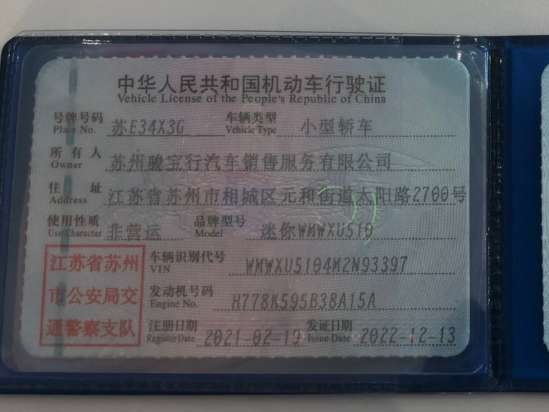 中华人民共和国机动车行驶证
Vehicle License of the People's Republic of China
号牌号码 苏E34X3G 车辆类型 小型轿车
Plate No. Vehicle Type
所有人 苏州骏宝行汽车销售服务有限公司
Owner
住址 江苏省苏州市相城区元和街道太阳路2700号
Address
使用性质 非营运 品牌型号 迷你WMWXU510
Use Character Model
江苏省苏州
市公安局交
通警察支队
车辆识别代号 WMWXU5104M2N93397
VIN
发动机号码 H778K595B38A15A
Engine No.
注册日期 2021-02-19 发证日期 2022-12-13
Register Date Issue Date